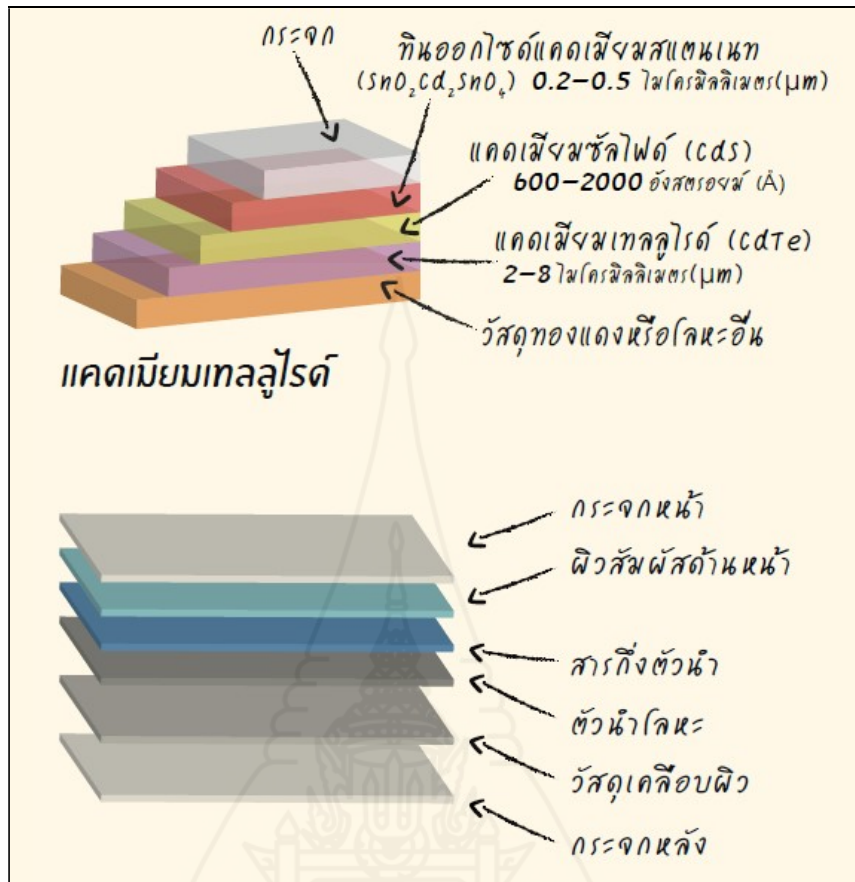 กระจก
ทินออกไซด์แคดเมียมสแตนเนท
(SnO₂Cd₂SnO₄) 0.2–0.5 ไมโครมิลลิเมตร(μm)
แคดเมียมซัลไฟด์ (CdS)
600–2000 อังสตรอยม์ (Å)
แคดเมียมเทลลูไรด์ (CdTe)
2–8 ไมโครมิลลิเมตร(μm)
วัสดุทองแดงหรือโลหะอื่น
แคดเมียมเทลลูไรด์
กระจกหน้า
ผิวสัมผัสด้านหน้า
สารกึ่งตัวนำ
ตัวนำโลหะ
วัสดุเคลือบผิว
กระจกหลัง